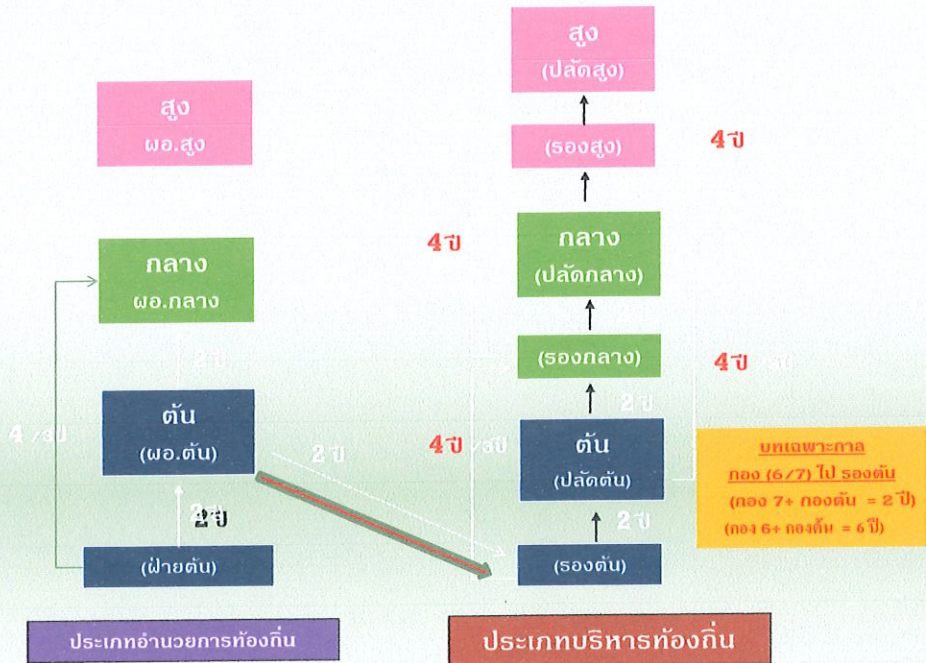 สูง
ผอ.สูง
กลาง
ผอ.กลาง
ต้น
(ผอ.ต้น)
4 /3ปี
2ปี
(ฝ่ายต้น)
ประเภทอำนวยการท้องถิ่น
2 ปี
สูง
(ปลัดสูง)
(รองสูง)
4 ปี
4 ปี
กลาง
(ปลัดกลาง)
(รองกลาง)
4 ปี
2 ปี
4 ปี /3ปี
ต้น
(ปลัดต้น)
2 ปี
(รองต้น)
ประเภทบริหารท้องถิ่น
บทเฉพาะกาล
กอง (6/7) ไป รองต้น
(กอง 7+ กองต้น = 2 ปี)
(กอง 6+ กองต้น = 6 ปี)